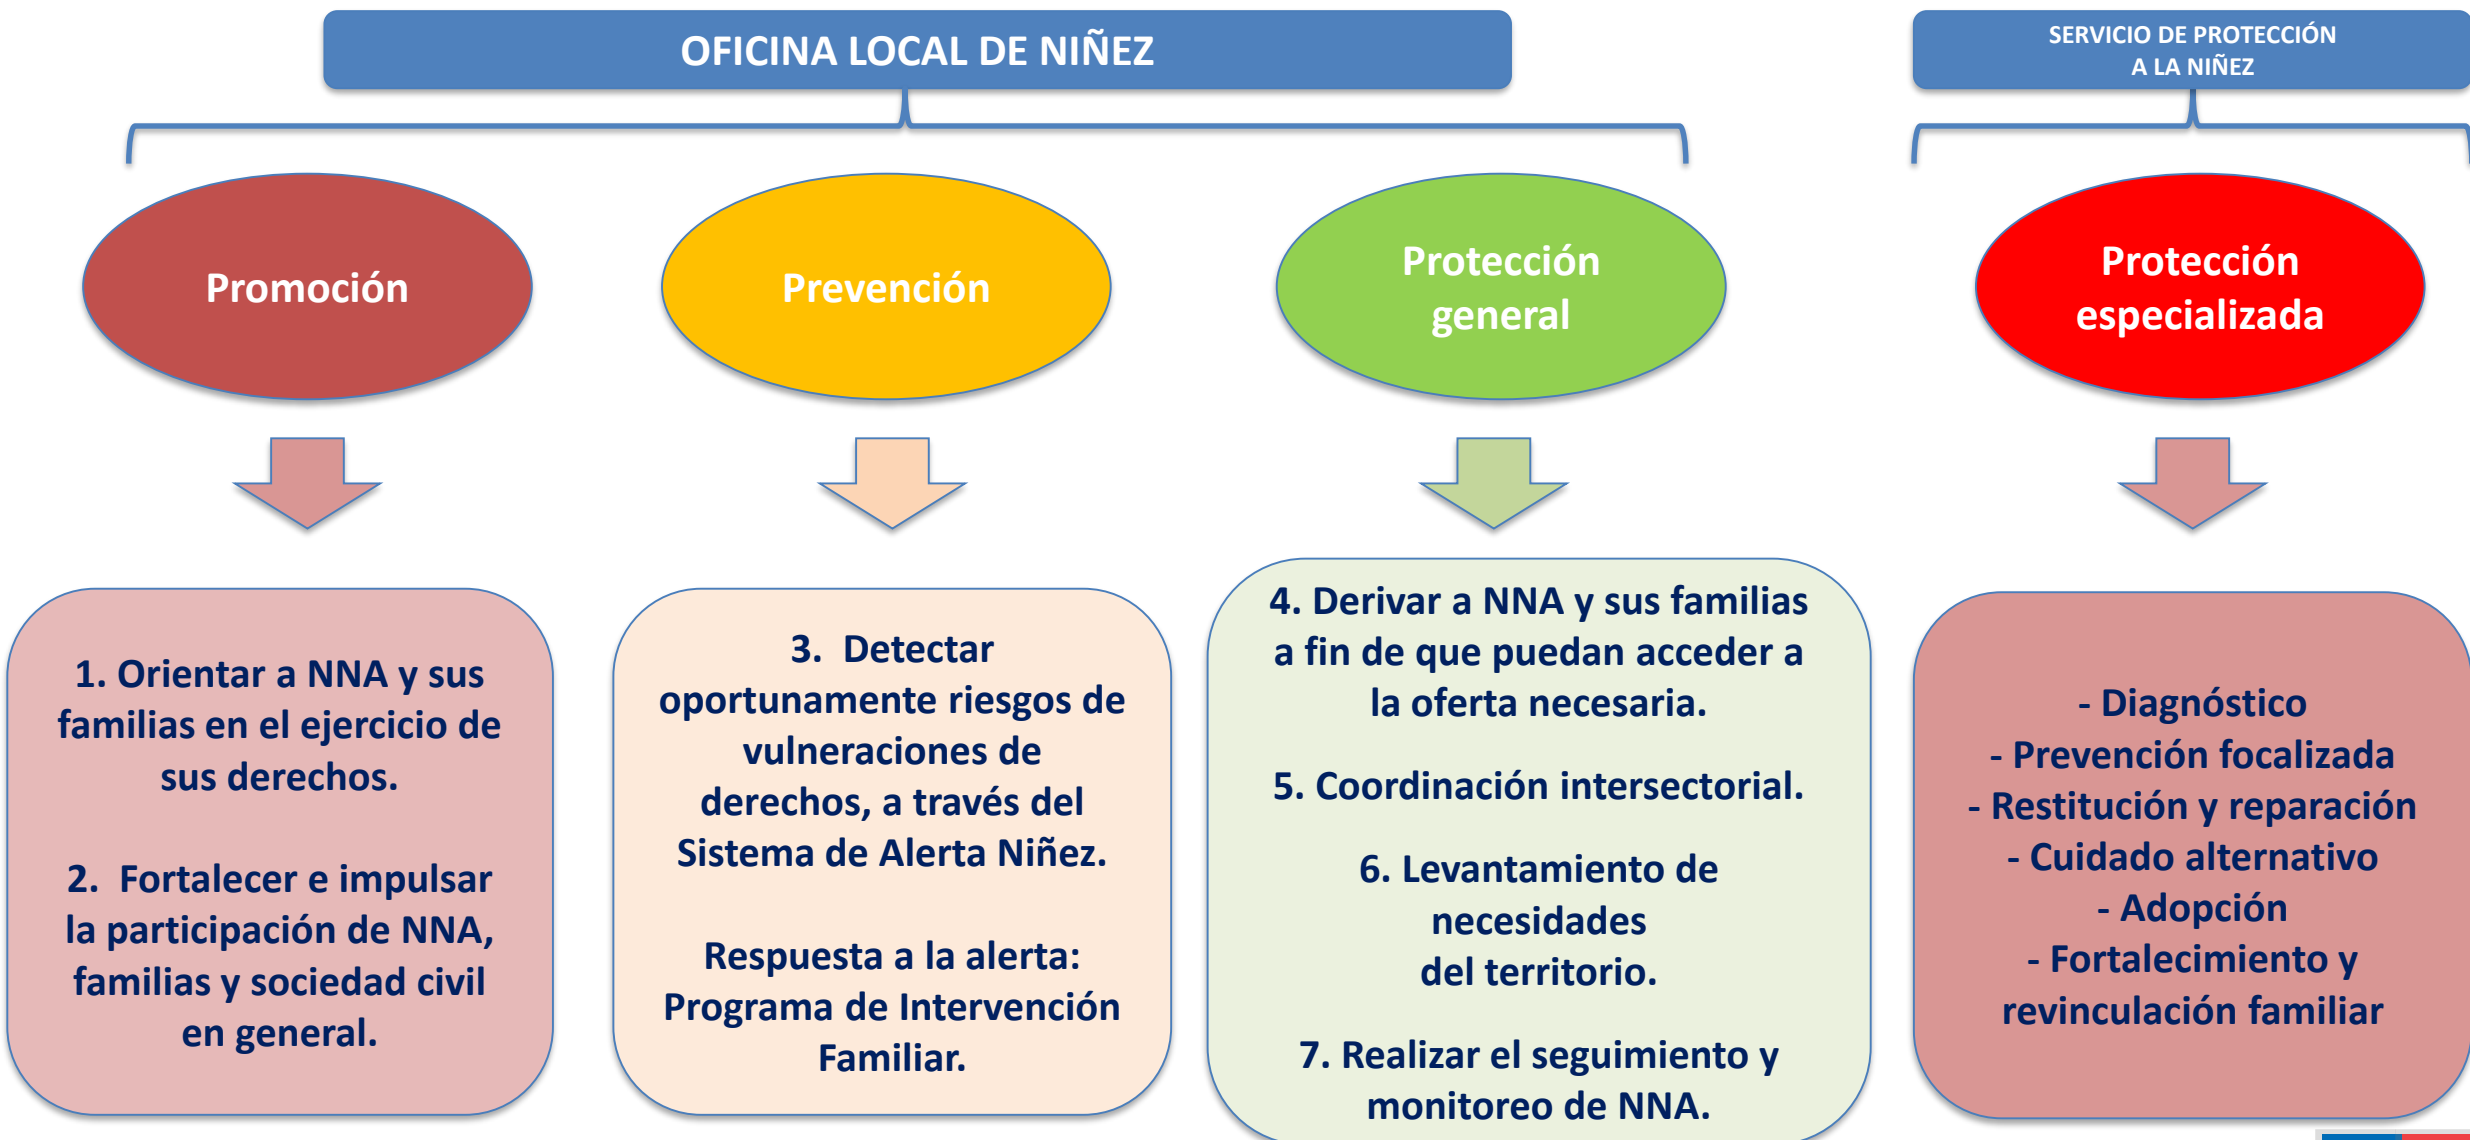 OFICINA LOCAL DE NIÑEZ
SERVICIO DE PROTECCIÓN
A LA NIÑEZ
Promoción
Prevención
Protección
general
Protección
especializada
1. Orientar a NNA y sus
familias en el ejercicio de
sus derechos.
2. Fortalecer e impulsar
la participación de NNA,
familias y sociedad civil
en general.
3. Detectar
oportunamente riesgos de
vulneraciones de
derechos, a través del
Sistema de Alerta Niñez.
Respuesta a la alerta:
Programa de Intervención
Familiar.
4. Derivar a NNA y sus familias
a fin de que puedan acceder a
la oferta necesaria.
5. Coordinación intersectorial.
6. Levantamiento de
necesidades
del territorio.
7. Realizar el seguimiento y
monitoreo de NNA.
- Diagnóstico
- Prevención focalizada
- Restitución y reparación
- Cuidado alternativo
- Adopción
- Fortalecimiento y
revinculación familiar